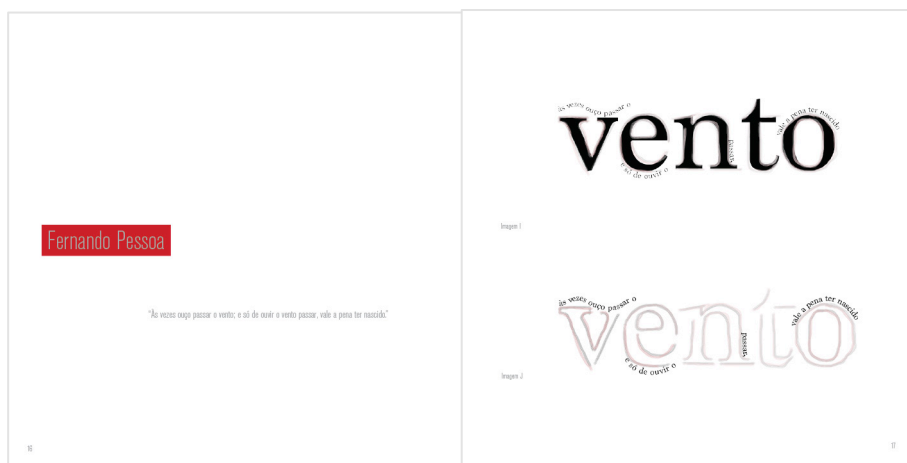 Fernando Pessoa
"Às vezes ouço passar o vento; e só de ouvir o vento passar, vale a pena ter nascido."
16
às vezes ouço passar o
vento
e só de ouvir o
passar,
vale a pena ter nascido
Imagem I
às vezes ouço passar o
vento
e só de ouvir o
passar,
vale a pena ter nascido
Imagem J
17